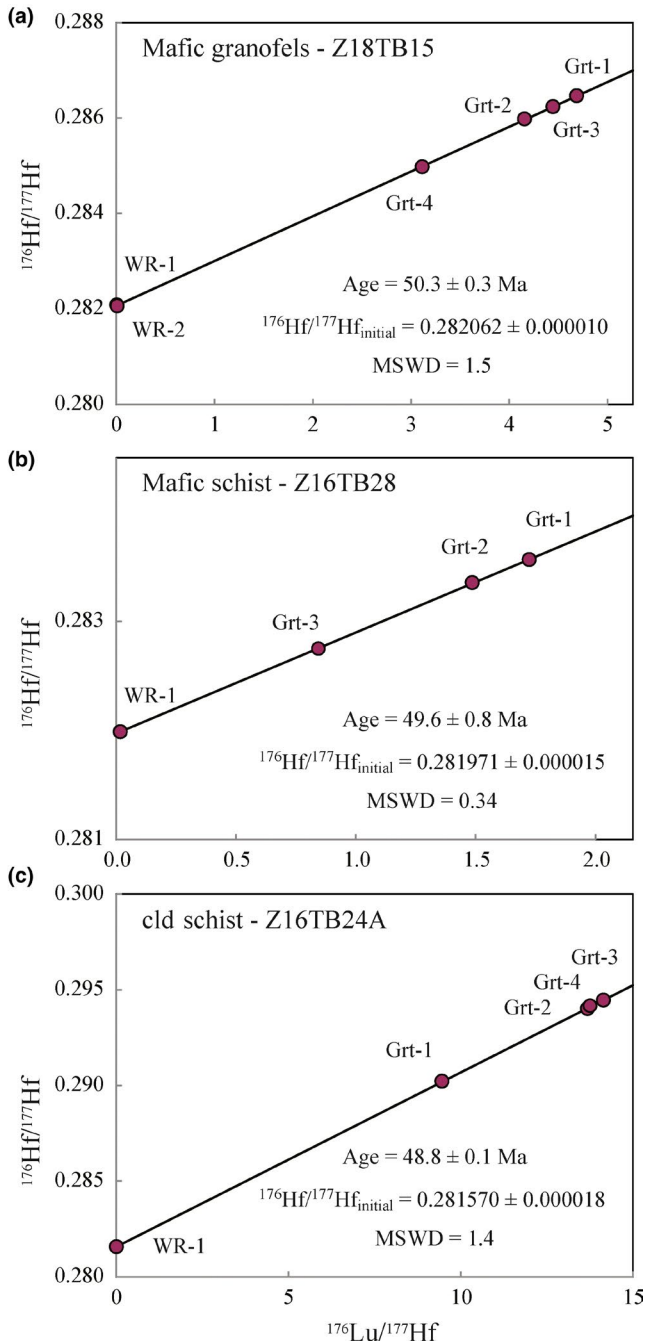 (a)
0.288
Mafic granofels - Z18TB15
Grt-1
Grt-2
0.286
Grt-3
¹⁷⁶Hf/¹⁷⁷Hf
Grt-4
0.284
WR-1
Age = 50.3 ± 0.3 Ma
0.282
WR-2
¹⁷⁶Hf/¹⁷⁷Hfinitial = 0.282062 ± 0.000010
MSWD = 1.5
0.280
0 1 2 3 4 5
(b)
Mafic schist - Z16TB28
Grt-1
Grt-2
0.283
Grt-3
¹⁷⁶Hf/¹⁷⁷Hf
WR-1
Age = 49.6 ± 0.8 Ma
¹⁷⁶Hf/¹⁷⁷Hfinitial = 0.281971 ± 0.000015
MSWD = 0.34
0.281
0.0 0.5 1.0 1.5 2.0
(c)
0.300
cld schist - Z16TB24A
Grt-3
Grt-4
0.295
Grt-2
Grt-1
¹⁷⁶Hf/¹⁷⁷Hf
0.290
Age = 48.8 ± 0.1 Ma
0.285
¹⁷⁶Hf/¹⁷⁷Hfinitial = 0.281570 ± 0.000018
MSWD = 1.4
WR-1
0.280
0 5 10 15
¹⁷⁶Lu/¹⁷⁷Hf